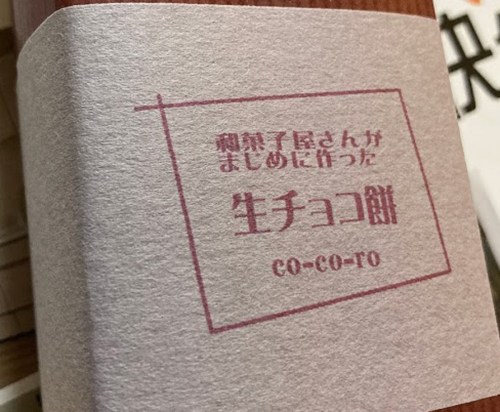 和菓子屋さんが
まじめに作った
生チョコ餅
co-co-ro